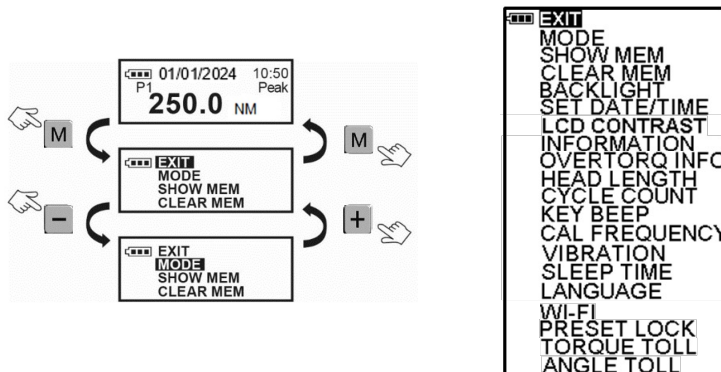 01/01/2024 10:50
P1 Peak
250.0 NM
M
M
EXIT
MODE
SHOW MEM
CLEAR MEM
-
+
EXIT
MODE
SHOW MEM
CLEAR MEM
EXIT
MODE
SHOW MEM
CLEAR MEM
BACKLIGHT
SET DATE/TIME
LCD CONTRAST
INFORMATION
OVERTORQ INFO
HEAD LENGTH
CYCLE COUNT
KEY BEEP
CAL FREQUENCY
VIBRATION
SLEEP TIME
LANGUAGE
WI-FI
PRESET LOCK
TORQUE TOLL
ANGLE TOLL